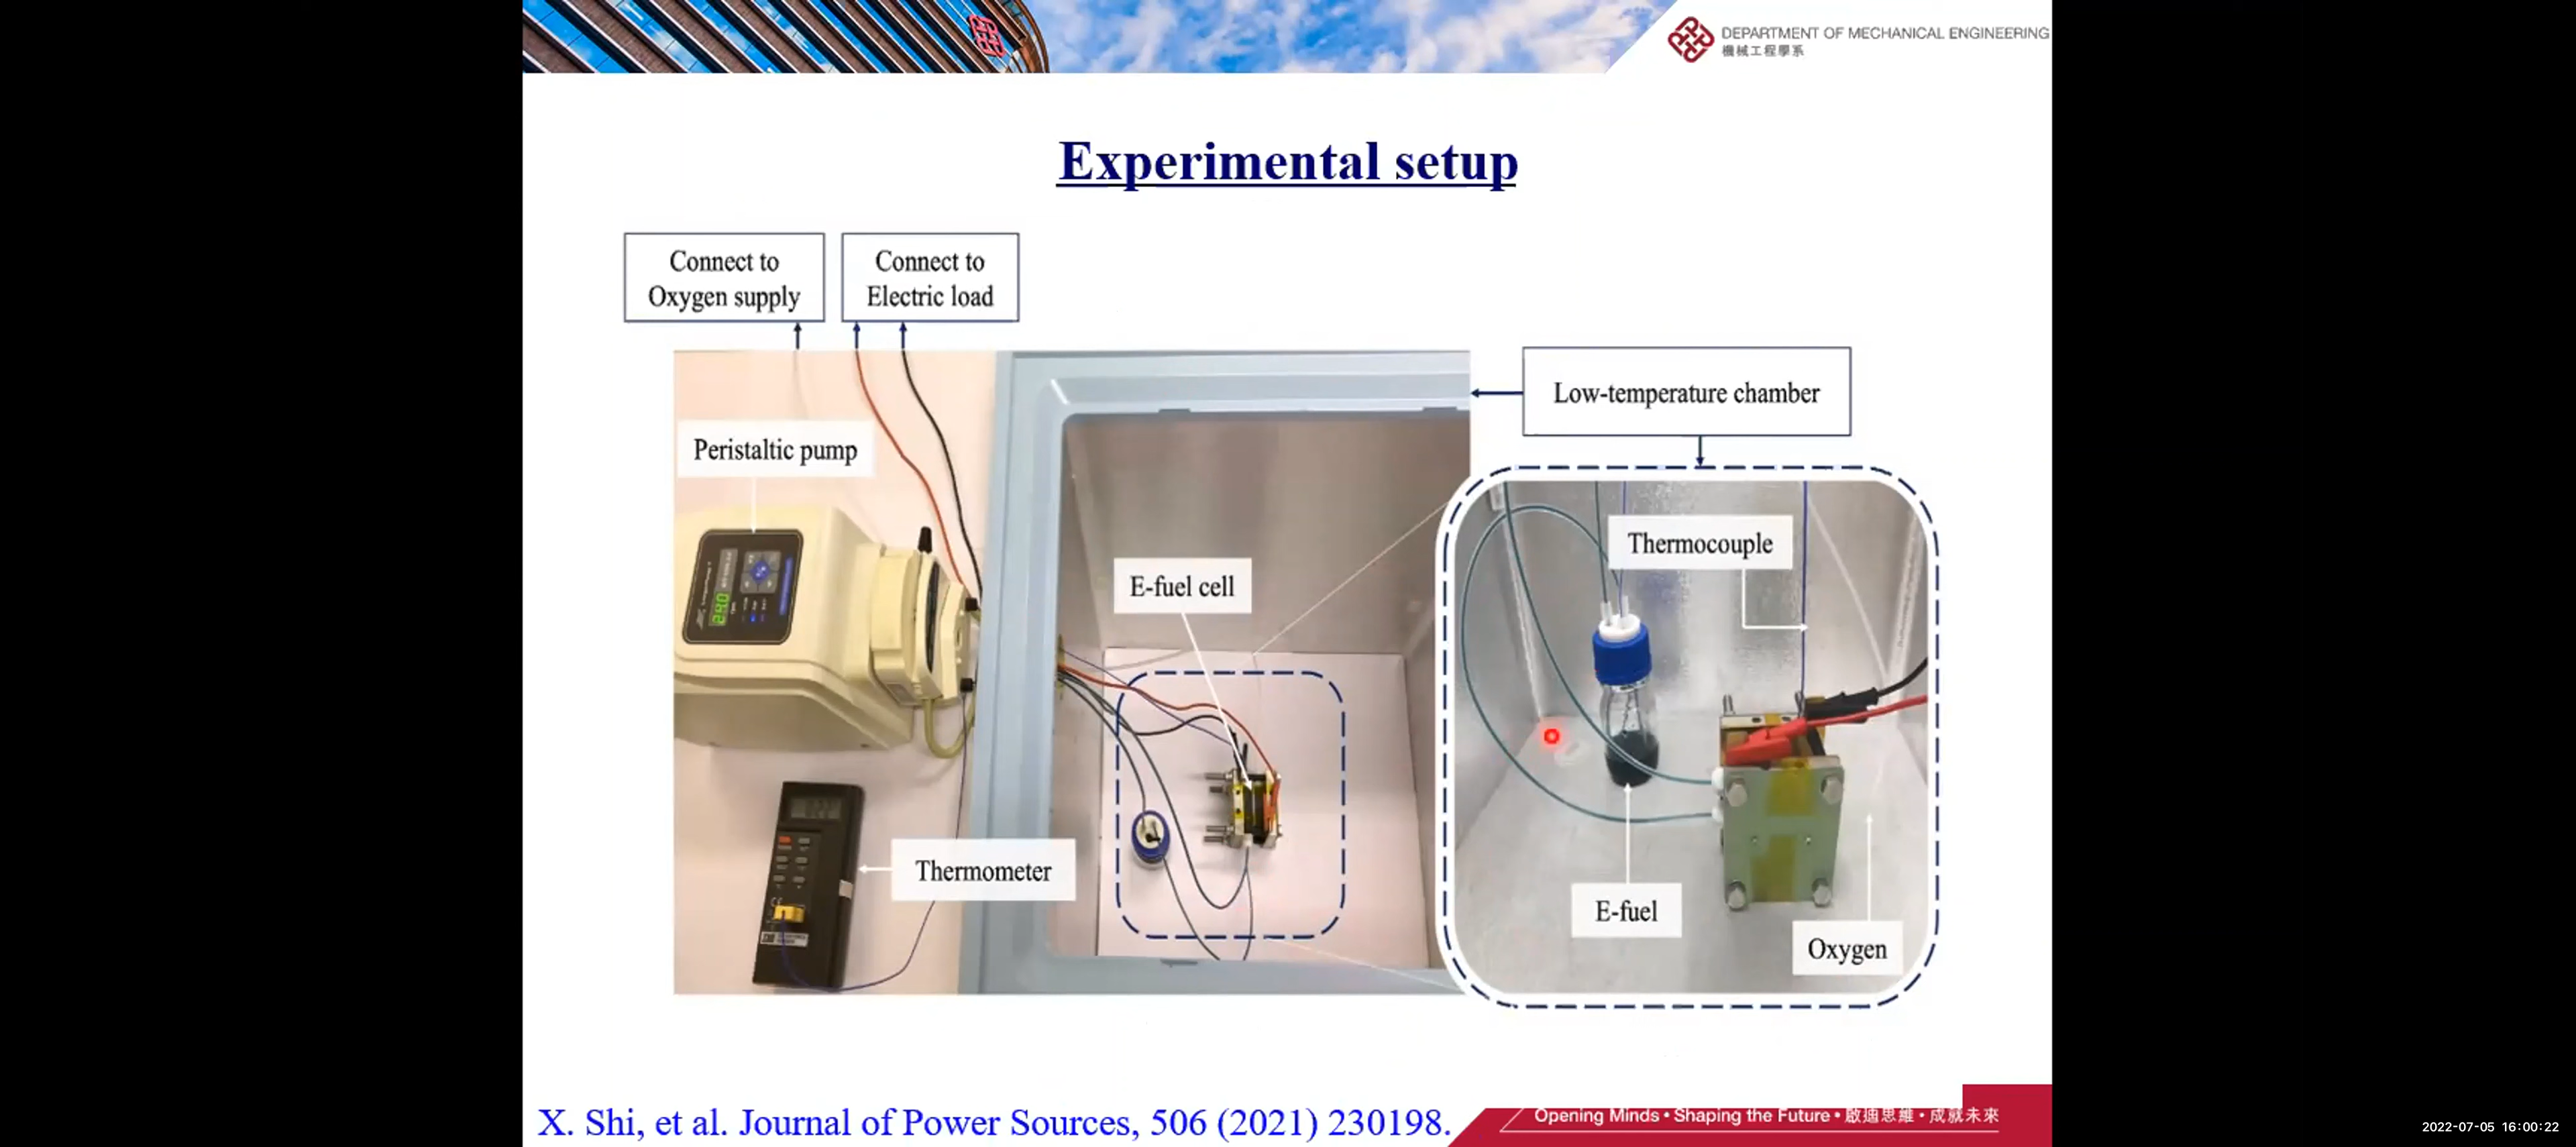 DEPARTMENT OF MECHANICAL ENGINEERING
機械工程學系
Experimental setup
Connect to
Oxygen supply
Connect to
Electric load
Low-temperature chamber
Peristaltic pump
Thermocouple
E-fuel cell
Thermometer
E-fuel
Oxygen
X. Shi, et al. Journal of Power Sources, 506 (2021) 230198.
Opening Minds • Shaping the Future • 啟迪思維 • 成就未來
2022-07-05 16:00:22